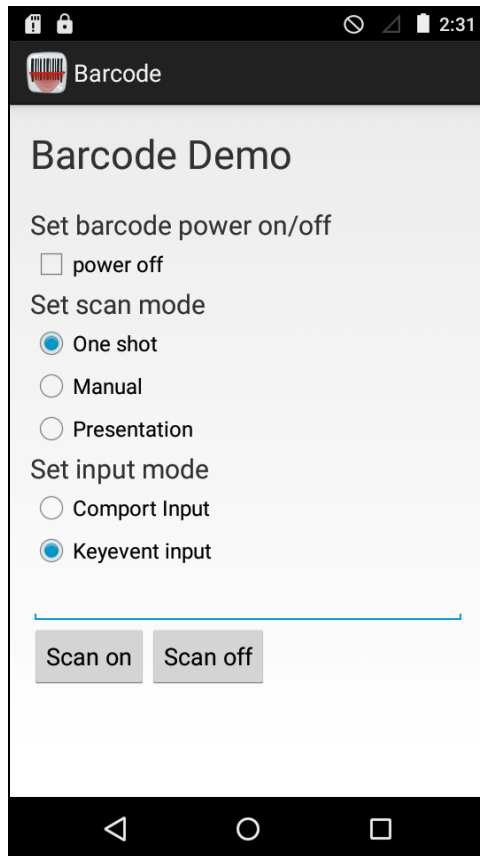 2:31
Barcode
Barcode Demo
Set barcode power on/off
power off
Set scan mode
One shot
Manual
Presentation
Set input mode
Comport Input
Keyevent input
Scan on Scan off